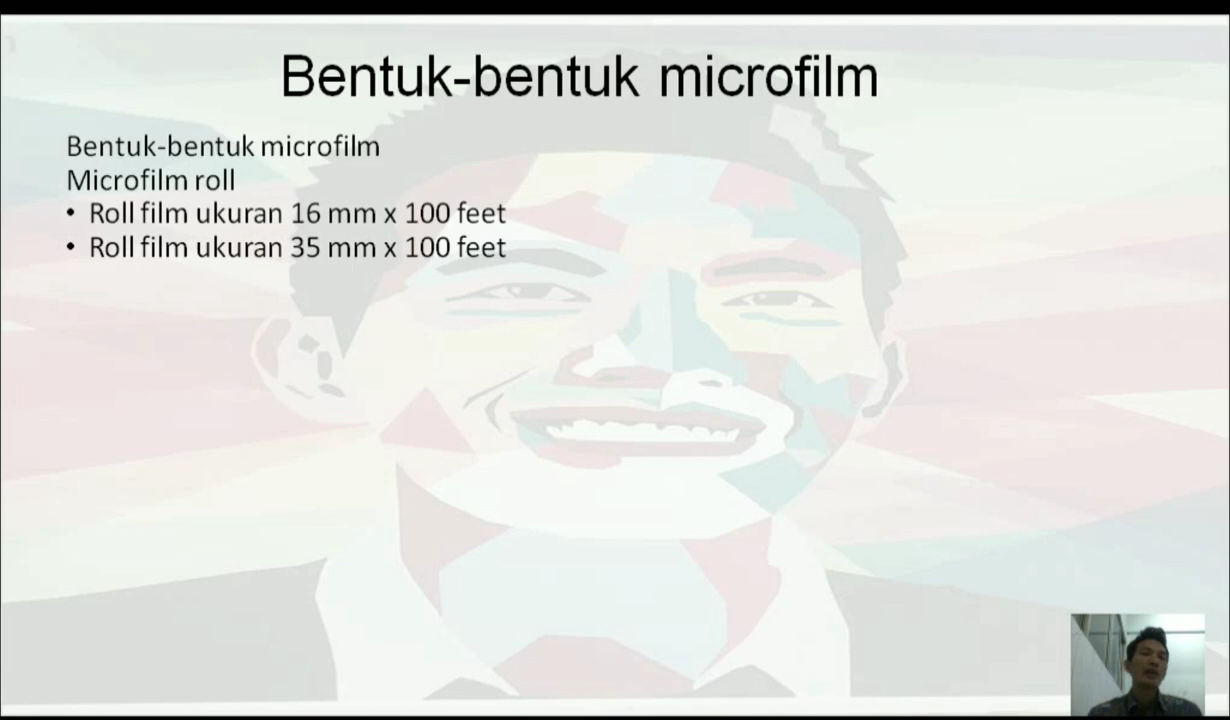 Bentuk-bentuk microfilm
Bentuk-bentuk microfilm
Microfilm roll
• Roll film ukuran 16 mm x 100 feet
• Roll film ukuran 35 mm x 100 feet